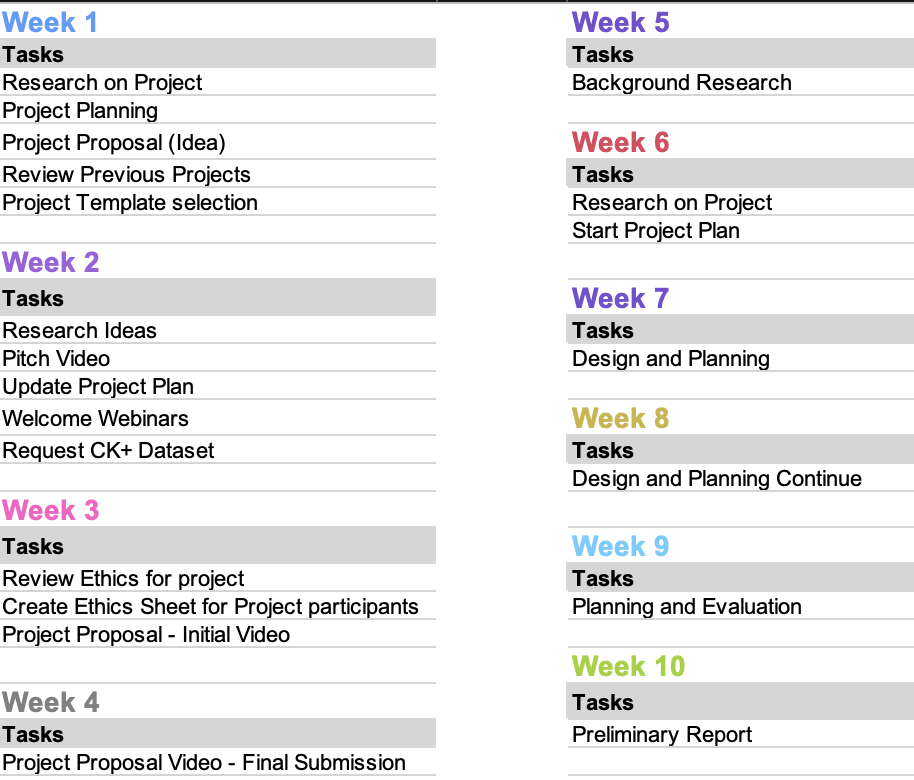 Week 1
Tasks
Research on Project
Project Planning
Project Proposal (Idea)
Review Previous Projects
Project Template selection
Week 2
Tasks
Research Ideas
Pitch Video
Update Project Plan
Welcome Webinars
Request CK+ Dataset
Week 3
Tasks
Review Ethics for project
Create Ethics Sheet for Project participants
Project Proposal - Initial Video
Week 4
Tasks
Project Proposal Video - Final Submission
Week 5
Tasks
Background Research
Week 6
Tasks
Research on Project
Start Project Plan
Week 7
Tasks
Design and Planning
Week 8
Tasks
Design and Planning Continue
Week 9
Tasks
Planning and Evaluation
Week 10
Tasks
Preliminary Report